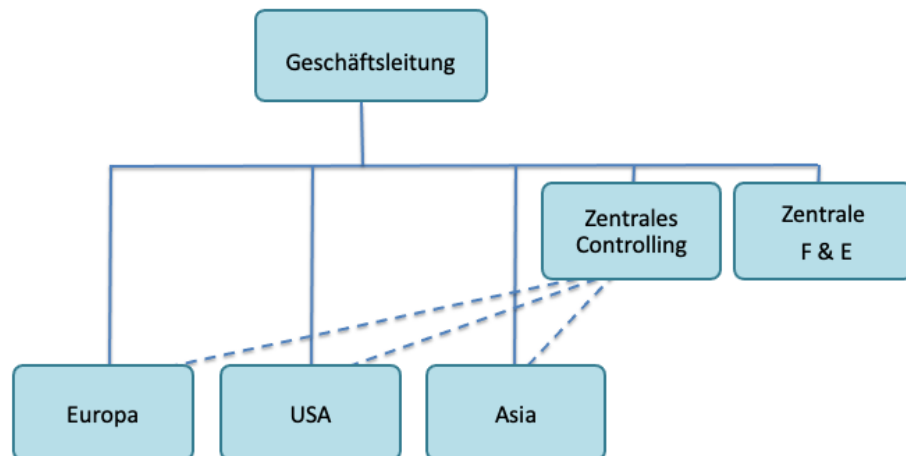 Geschäftsleitung
Zentrales
Controlling
Zentrale
F & E
Europa
USA
Asia